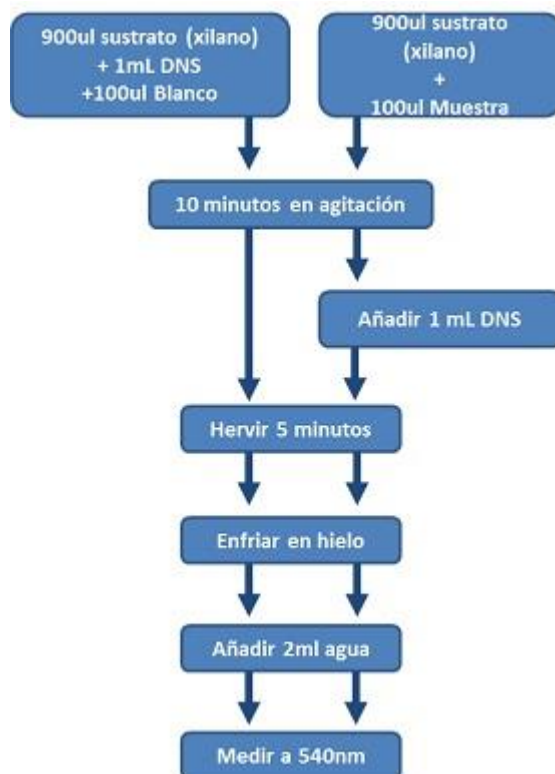 900ul sustrato (xilano)
+ 1mL DNS
+100ul Blanco
900ul sustrato
(xilano)
+
100ul Muestra
10 minutos en agitación
Añadir 1 mL DNS
Hervir 5 minutos
Enfriar en hielo
Añadir 2ml agua
Medir a 540nm